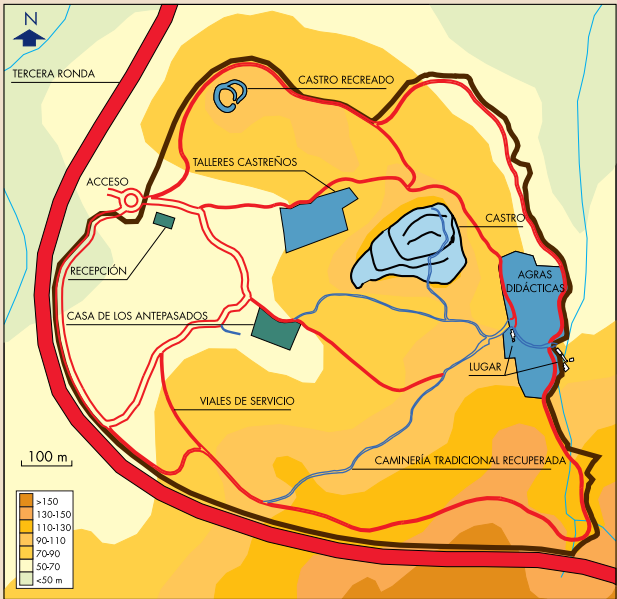 N
TERCERA RONDA
CASTRO RECREADO
TALLERES CASTREÑOS
ACCESO
CASTRO
RECEPCIÓN
AGRAS
DIDÁCTICAS
CASA DE LOS ANTEPASADOS
LUGAR
VIALES DE SERVICIO
100 m
CAMINERÍA TRADICIONAL RECUPERADA
>150
130-150
110-130
90-110
70-90
50-70
<50 m